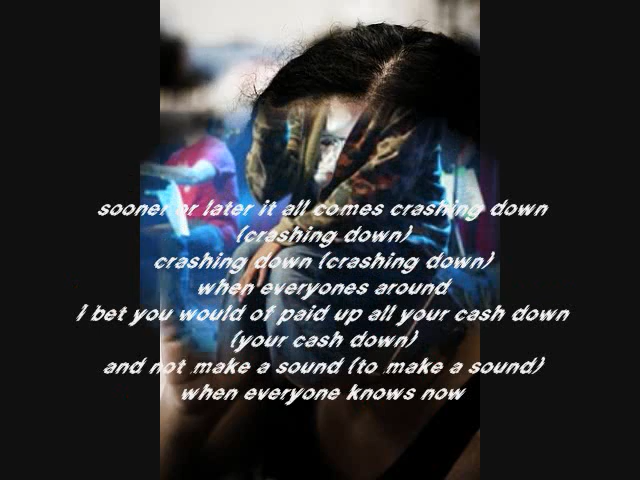 sooner or later it all comes crashing down
(crashing down)
crashing down (crashing down)
when everyones around
I bet you would of paid up all your cash down
(your cash down)
and not make a sound (to make a sound)
when everyone knows now